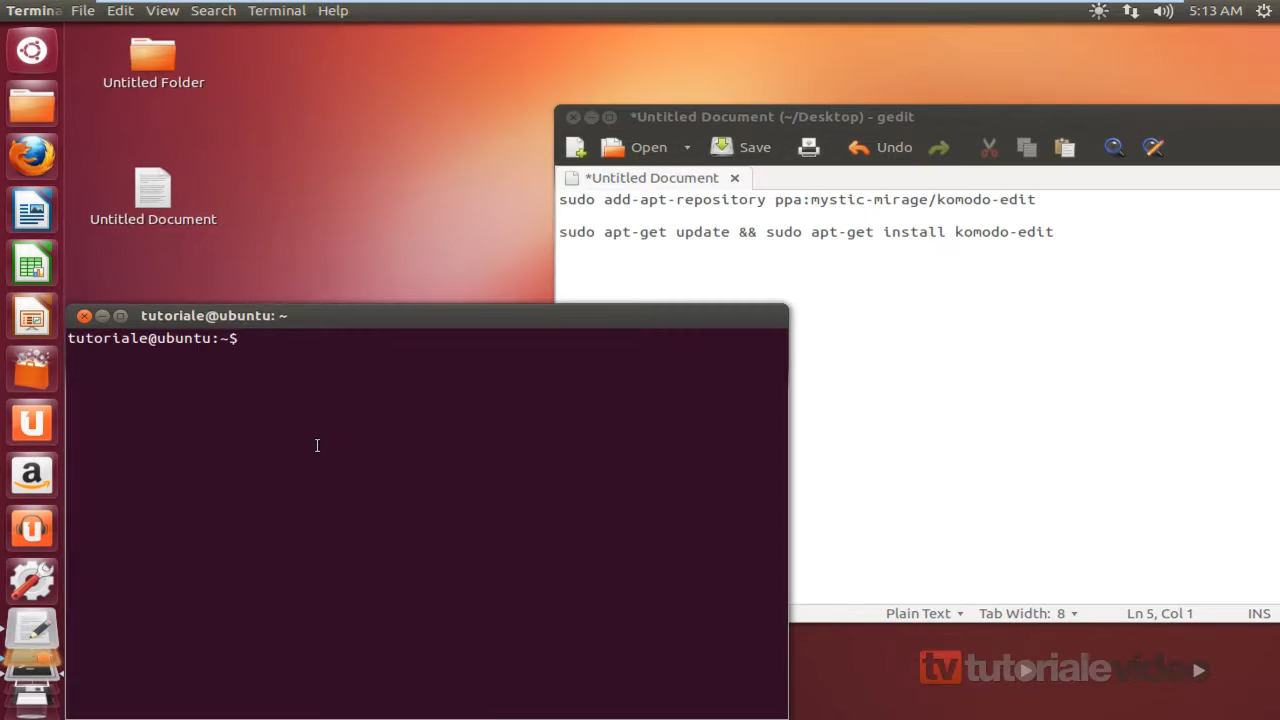 Termina File Edit View Search Terminal Help 5:13 AM
Untitled Folder
Untitled Document
*Untitled Document (~/Desktop) - gedit
Open Save Undo
*Untitled Document
sudo add-apt-repository ppa:mystic-mirage/komodo-edit
sudo apt-get update && sudo apt-get install komodo-edit
tutoriale@ubuntu: ~
tutoriale@ubuntu:~$
Plain Text Tab Width: 8 Ln 5, Col 1 INS
tv tutorialevideo